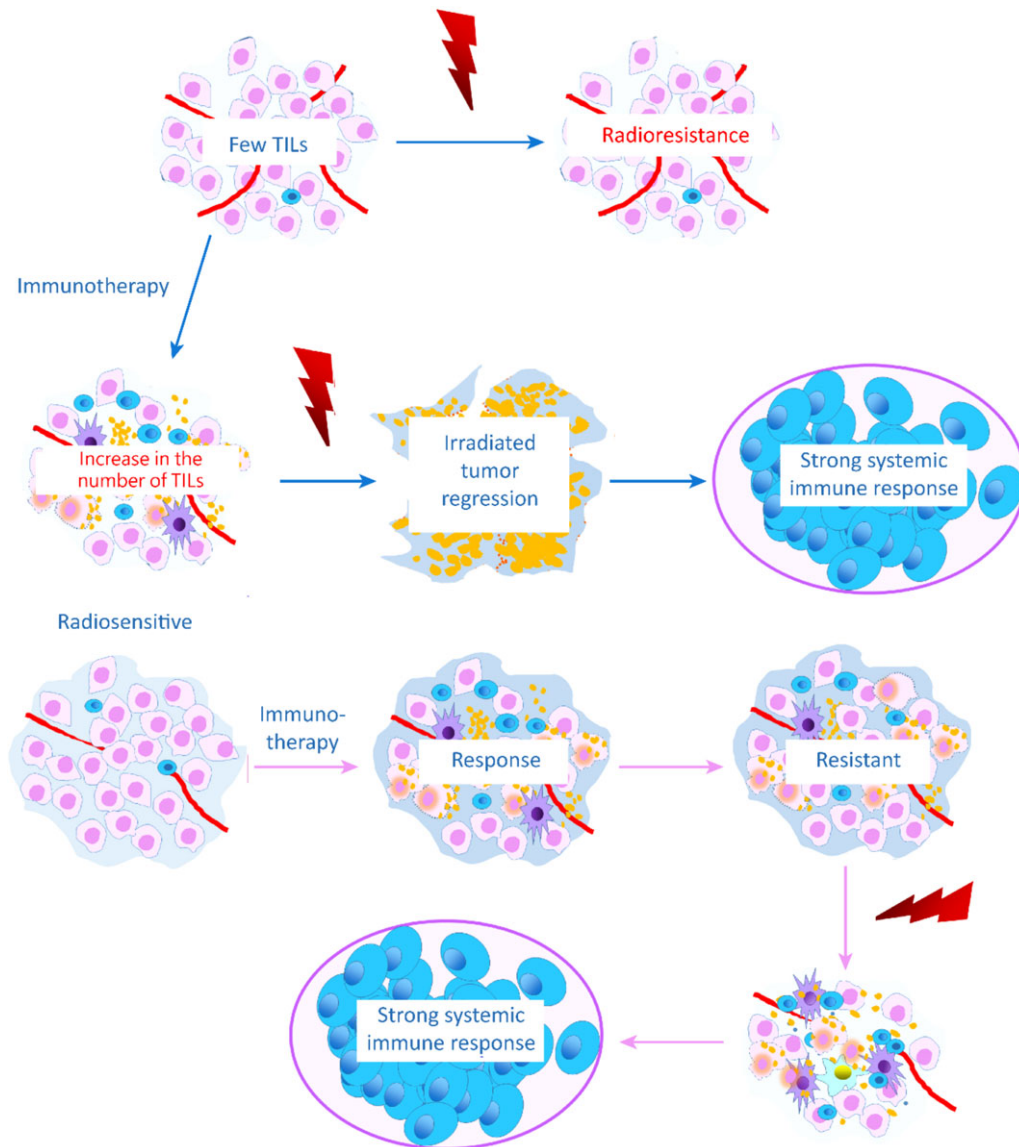 Few TILs
Radioresistance
Immunotherapy
Increase in the
number of TILs
Irradiated
tumor
regression
Strong systemic
immune response
Radiosensitive
Immuno-
therapy
Response
Resistant
Strong systemic
immune response